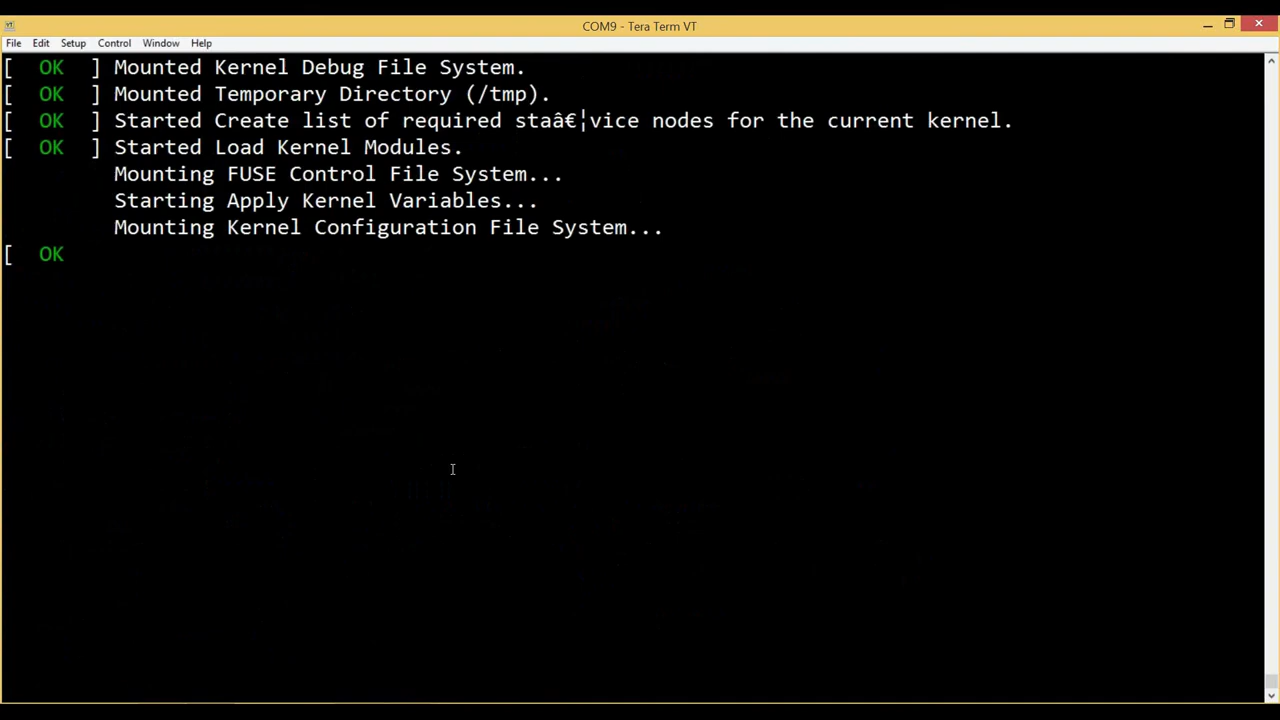 COM9 - Tera Term VT
File Edit Setup Control Window Help
[ OK ] Mounted Kernel Debug File System.
[ OK ] Mounted Temporary Directory (/tmp).
[ OK ] Started Create list of required staâ€¦vice nodes for the current kernel.
[ OK ] Started Load Kernel Modules.
Mounting FUSE Control File System...
Starting Apply Kernel Variables...
Mounting Kernel Configuration File System...
[ OK